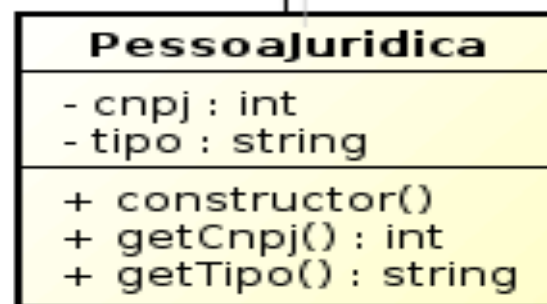 PessoaJuridica
- cnpj : int
- tipo : string
+ constructor()
+ getCnpj() : int
+ getTipo() : string